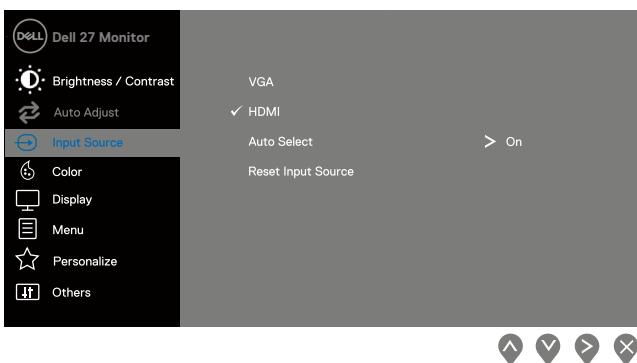 DELL Dell 27 Monitor
Brightness / Contrast
Auto Adjust
Input Source
Color
Display
Menu
Personalize
Others
VGA
HDMI
Auto Select > On
Reset Input Source